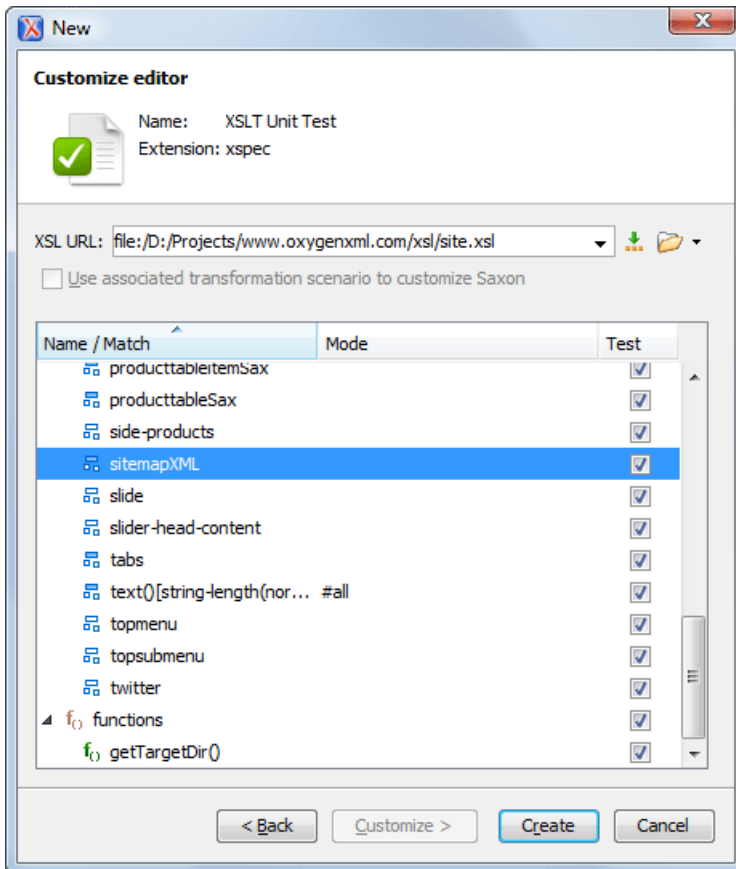 New
Customize editor
Name: XSLT Unit Test
Extension: xspec
XSL URL: file:/D:/Projects/www.oxygenxml.com/xsl/site.xsl
Use associated transformation scenario to customize Saxon
Name / Match Mode Test
producttableitemSax
producttableSax
side-products
sitemapXML
slide
slider-head-content
tabs
text()[string-length(nor... #all
topmenu
topsubmenu
twitter
f() functions
f() getTargetDir()
< Back Customize > Create Cancel